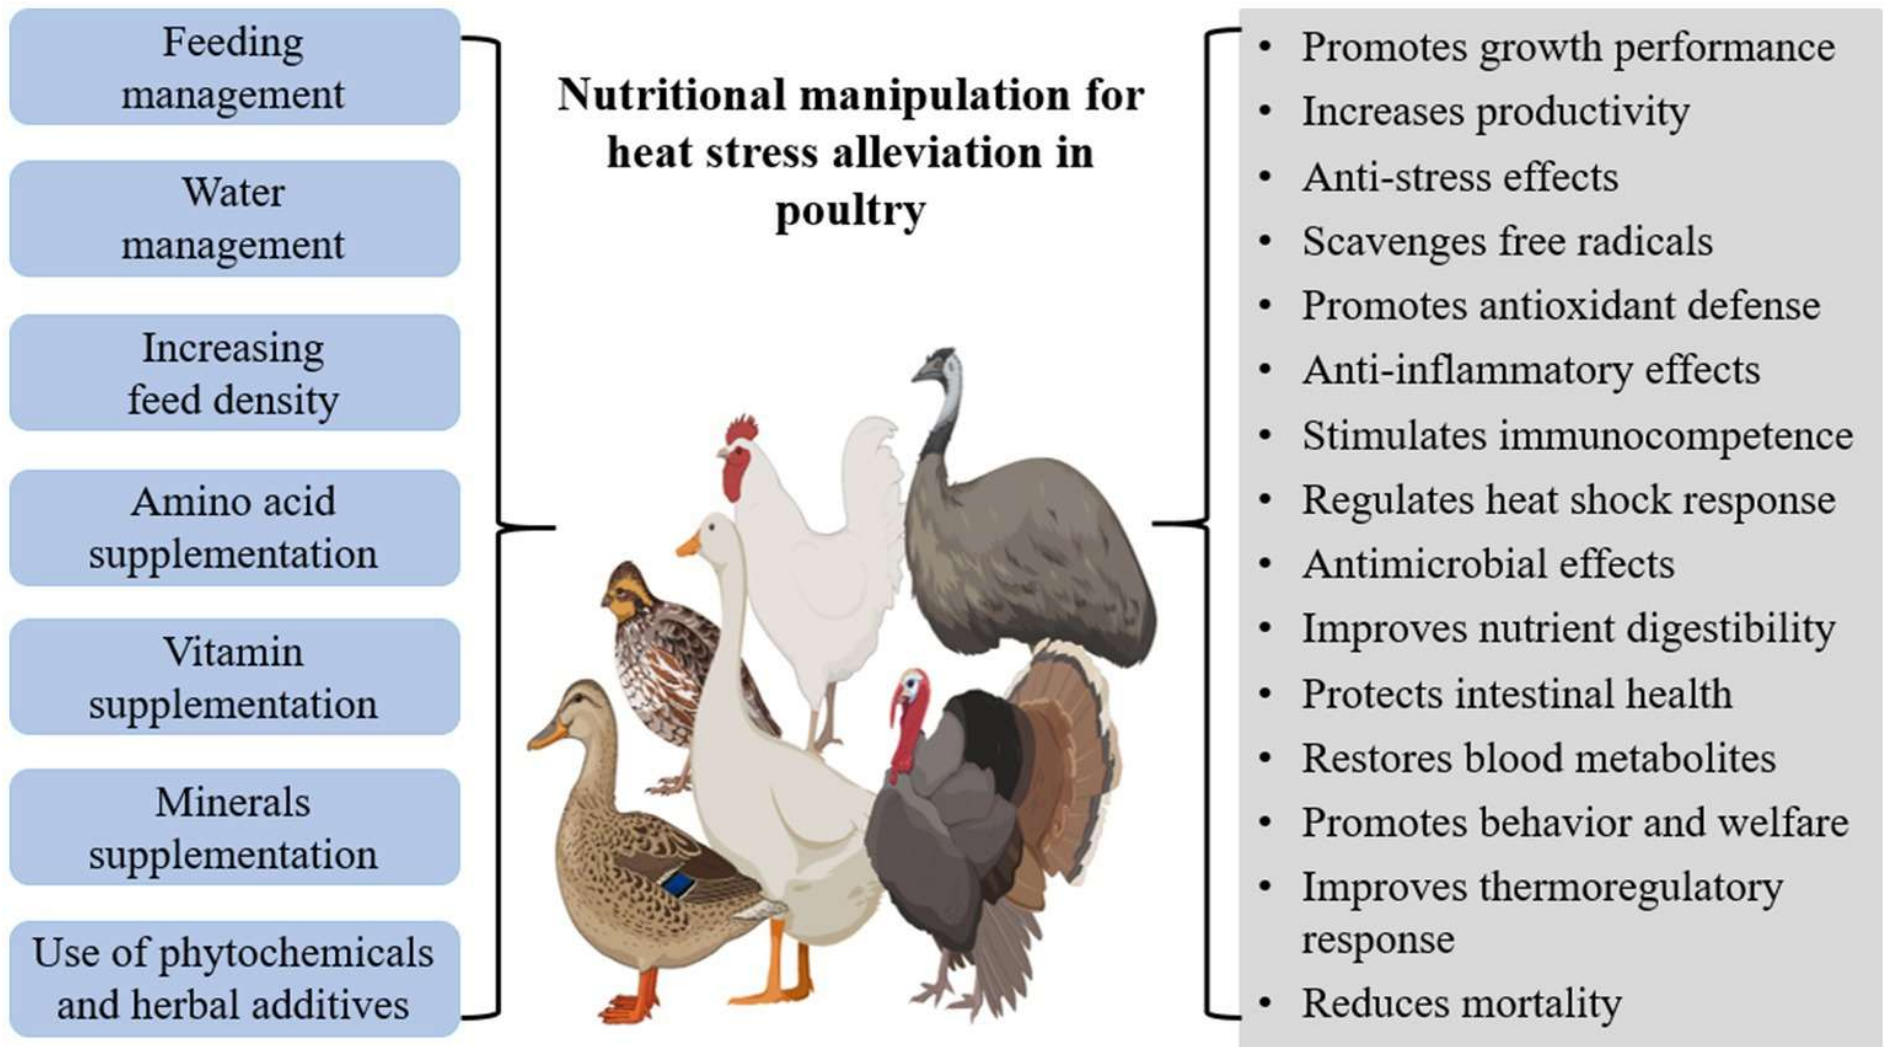 Feeding
management
Water
management
Increasing
feed density
Amino acid
supplementation
Vitamin
supplementation
Minerals
supplementation
Use of phytochemicals
and herbal additives
Nutritional manipulation for
heat stress alleviation in
poultry
• Promotes growth performance
• Increases productivity
• Anti-stress effects
• Scavenges free radicals
• Promotes antioxidant defense
• Anti-inflammatory effects
• Stimulates immunocompetence
• Regulates heat shock response
• Antimicrobial effects
• Improves nutrient digestibility
• Protects intestinal health
• Restores blood metabolites
• Promotes behavior and welfare
• Improves thermoregulatory
response
• Reduces mortality